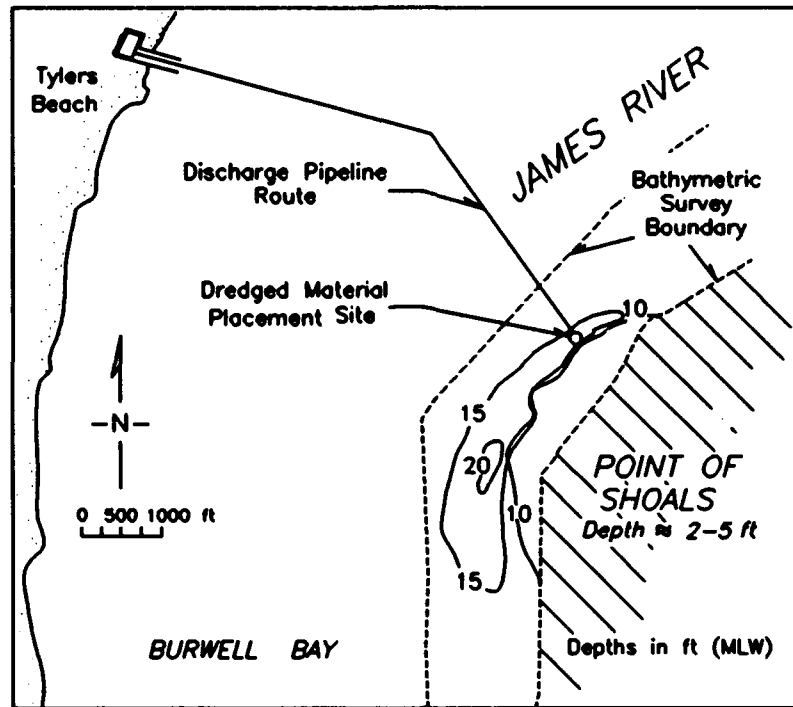 Tylers
Beach
JAMES RIVER
Discharge Pipeline
Route
Bathymetric
Survey
Boundary
Dredged Material
Placement Site
10
15
-N-
20
POINT OF
SHOALS
Depth ≈ 2-5 ft
0 500 1000 ft
10
15
BURWELL BAY
Depths in ft (MLW)